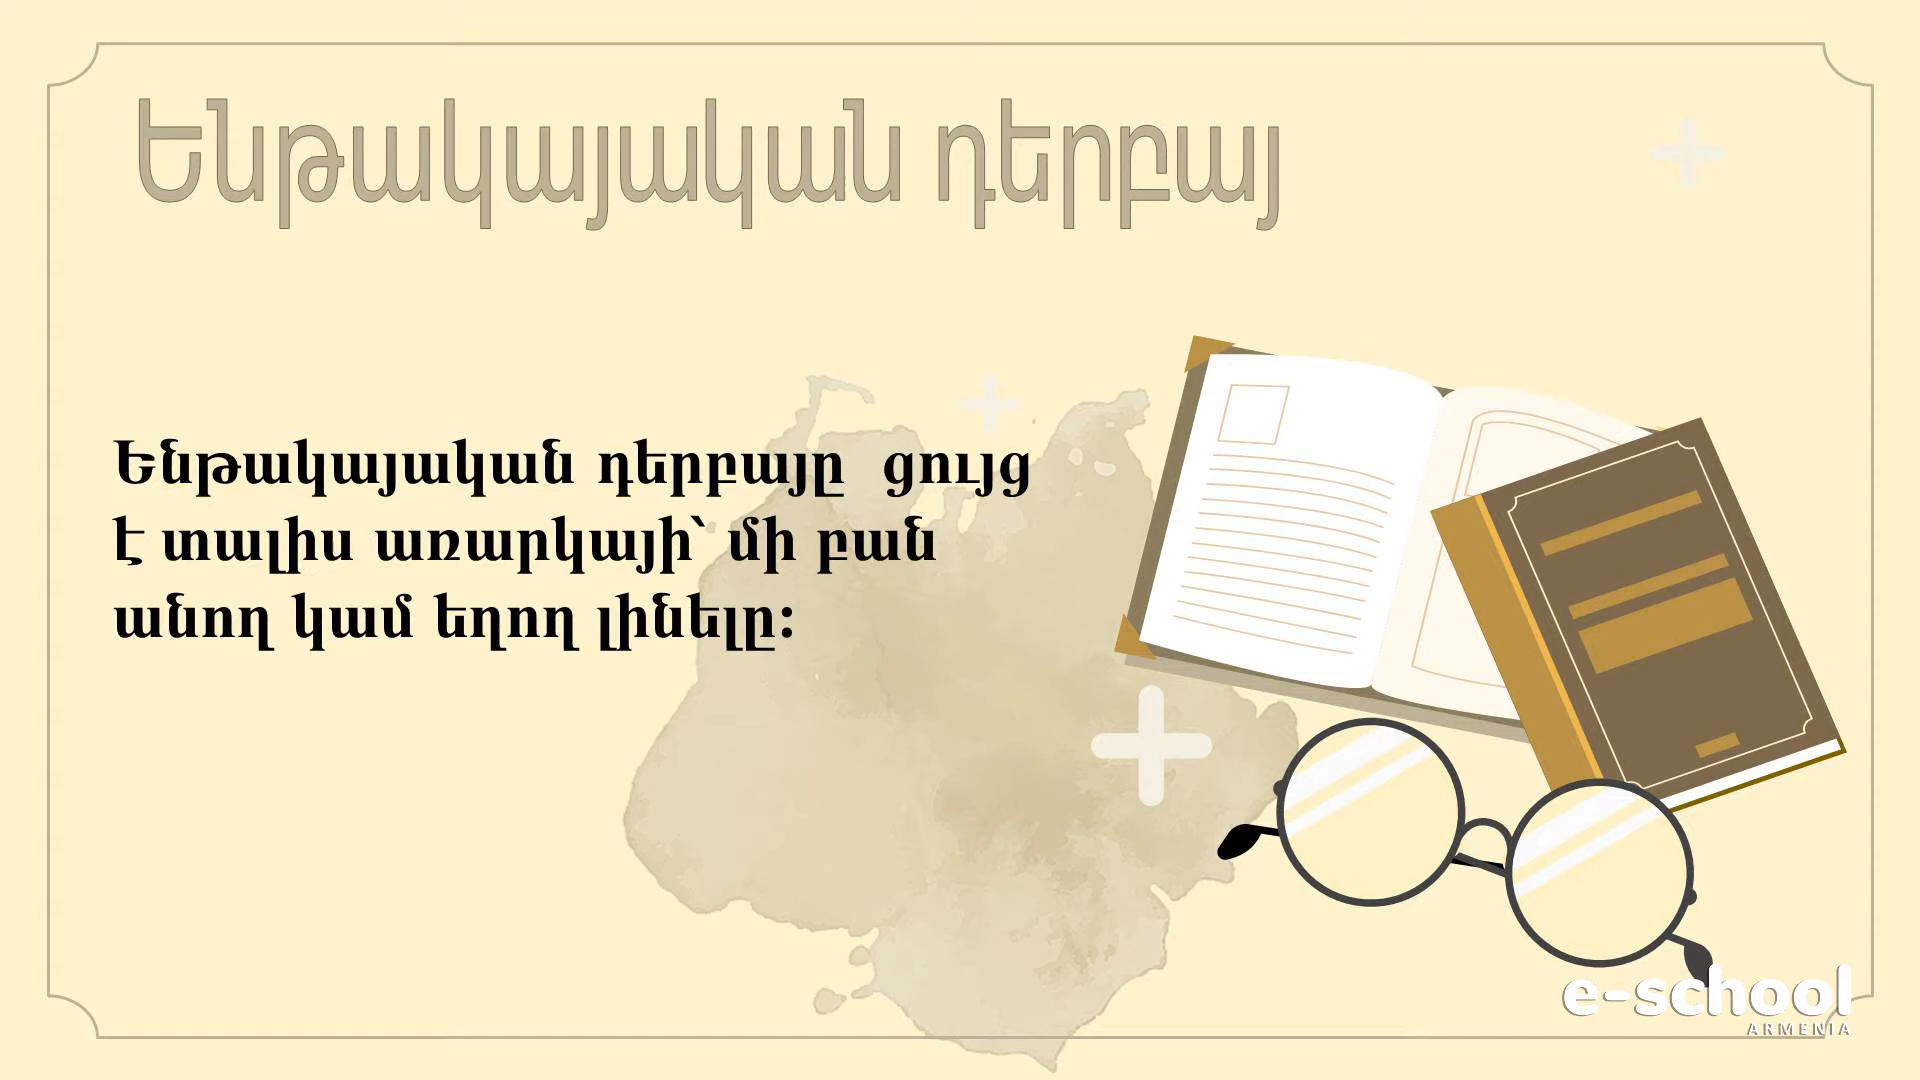 Ենթակայական դերբայ
Ենթակայական դերբայը ցույց
է տալիս առարկայի՝ մի բան
անող կամ եղող լինելը:
e-school
ARMENIA